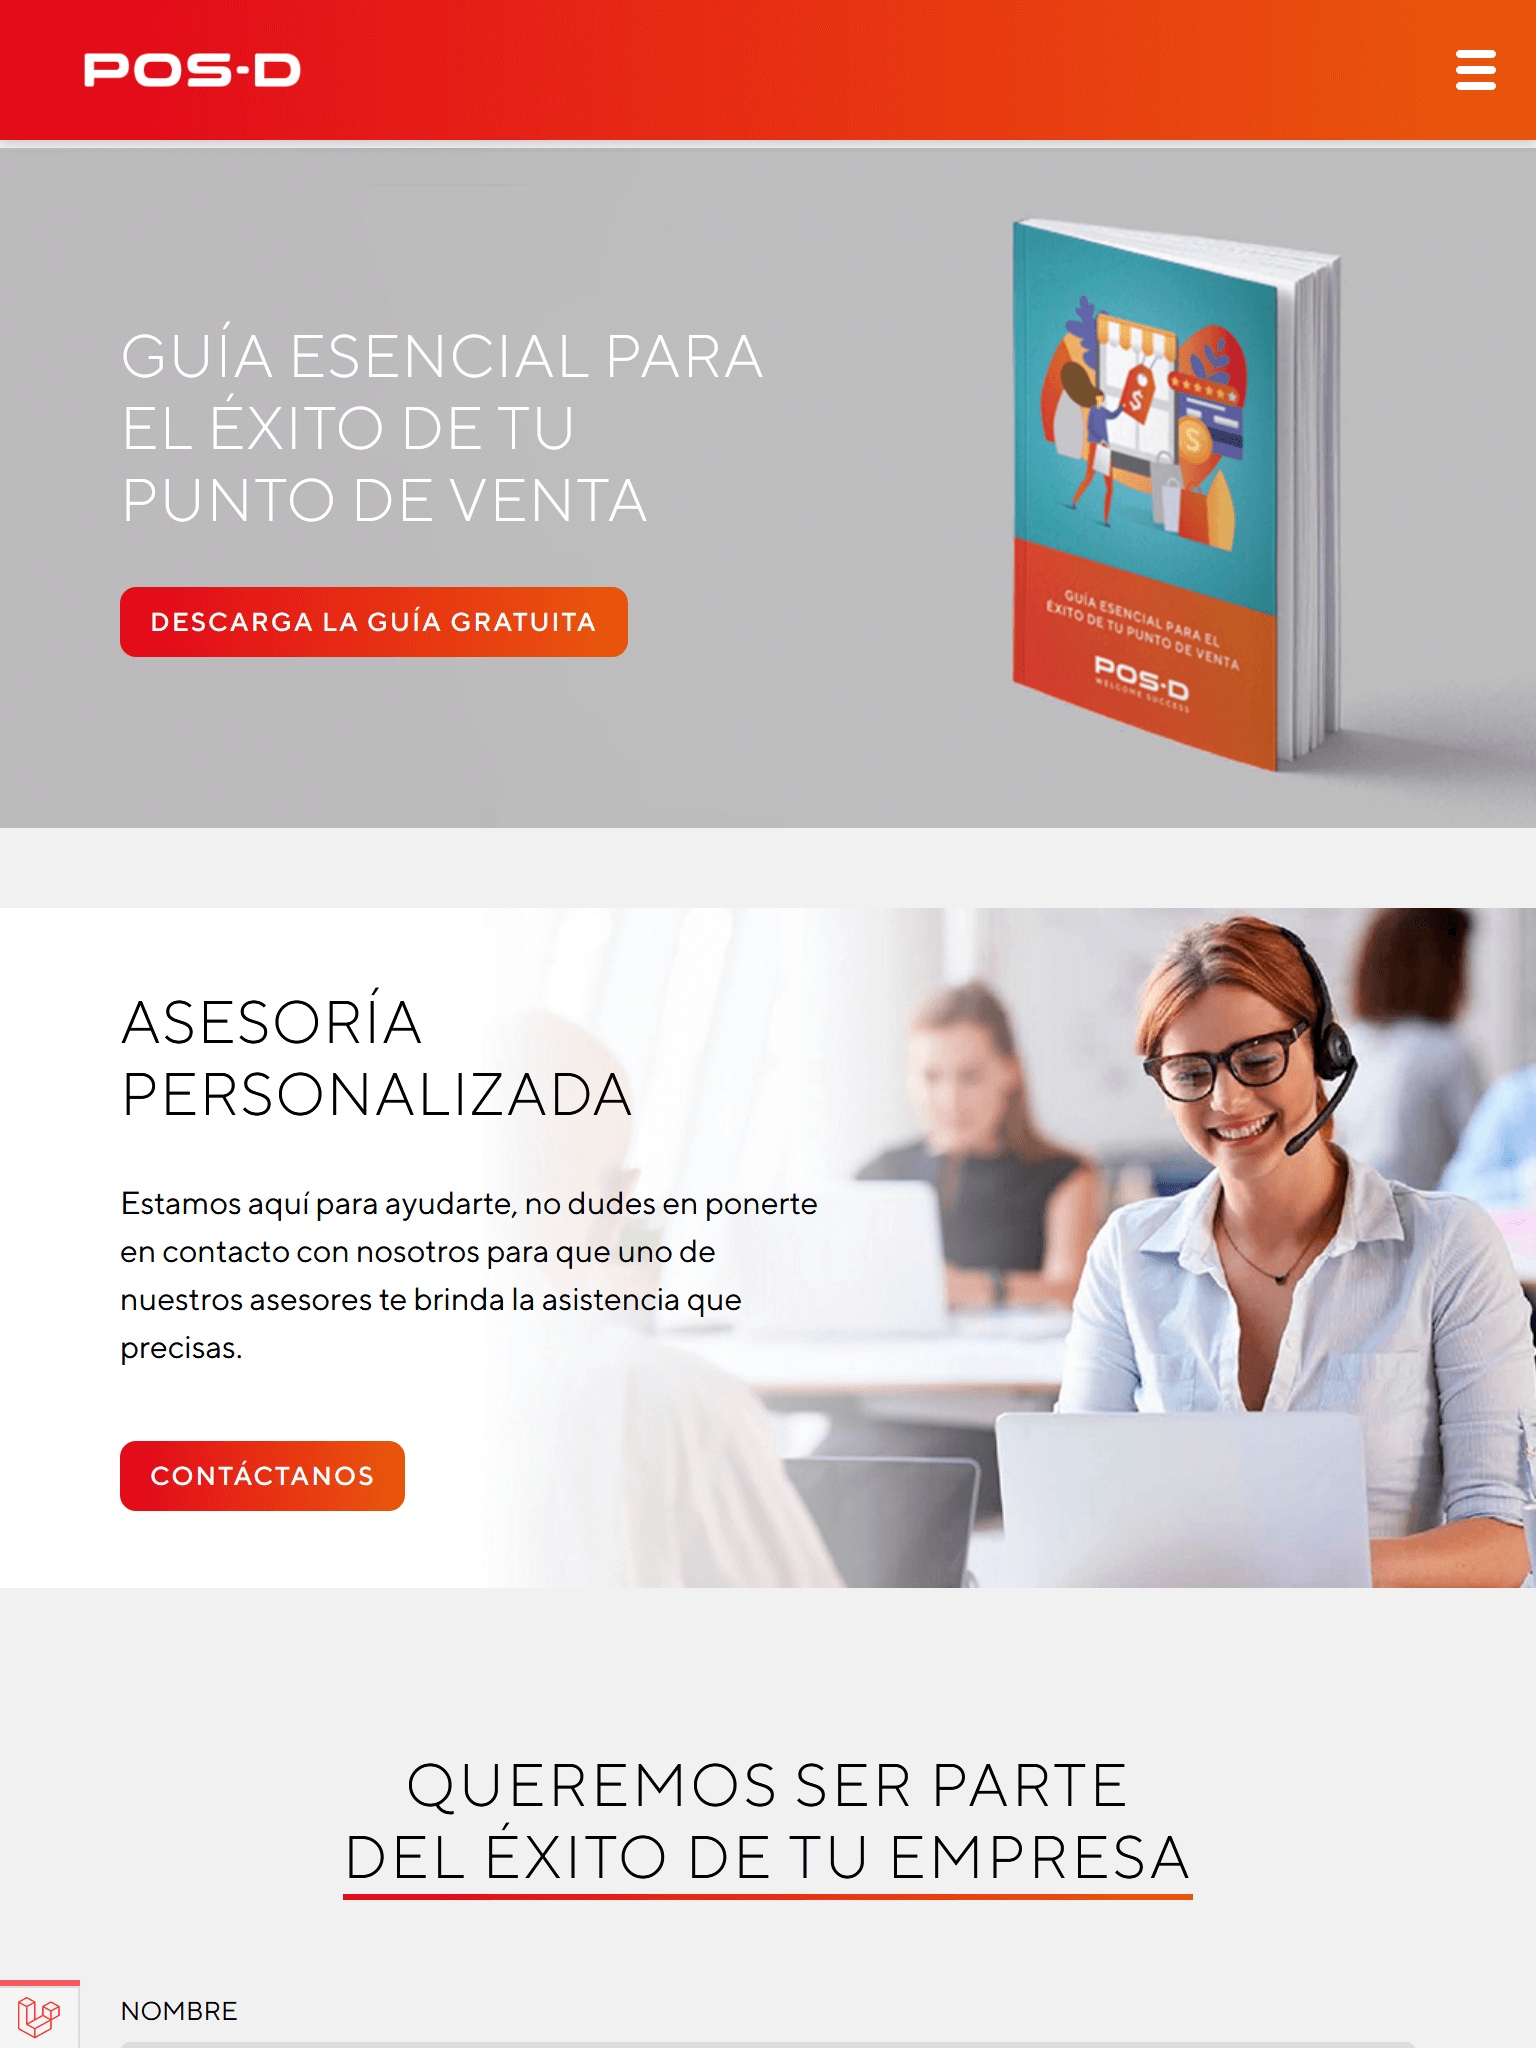 POS-D
GUÍA ESENCIAL PARA
EL ÉXITO DE TU
PUNTO DE VENTA
DESCARGA LA GUÍA GRATUITA
GUÍA ESENCIAL PARA EL
ÉXITO DE TU PUNTO DE VENTA
POS-D
WELCOME SUCCESS
ASESORÍA
PERSONALIZADA
Estamos aquí para ayudarte, no dudes en ponerte
en contacto con nosotros para que uno de
nuestros asesores te brinda la asistencia que
precisas.
CONTÁCTANOS
QUEREMOS SER PARTE
DEL ÉXITO DE TU EMPRESA
NOMBRE